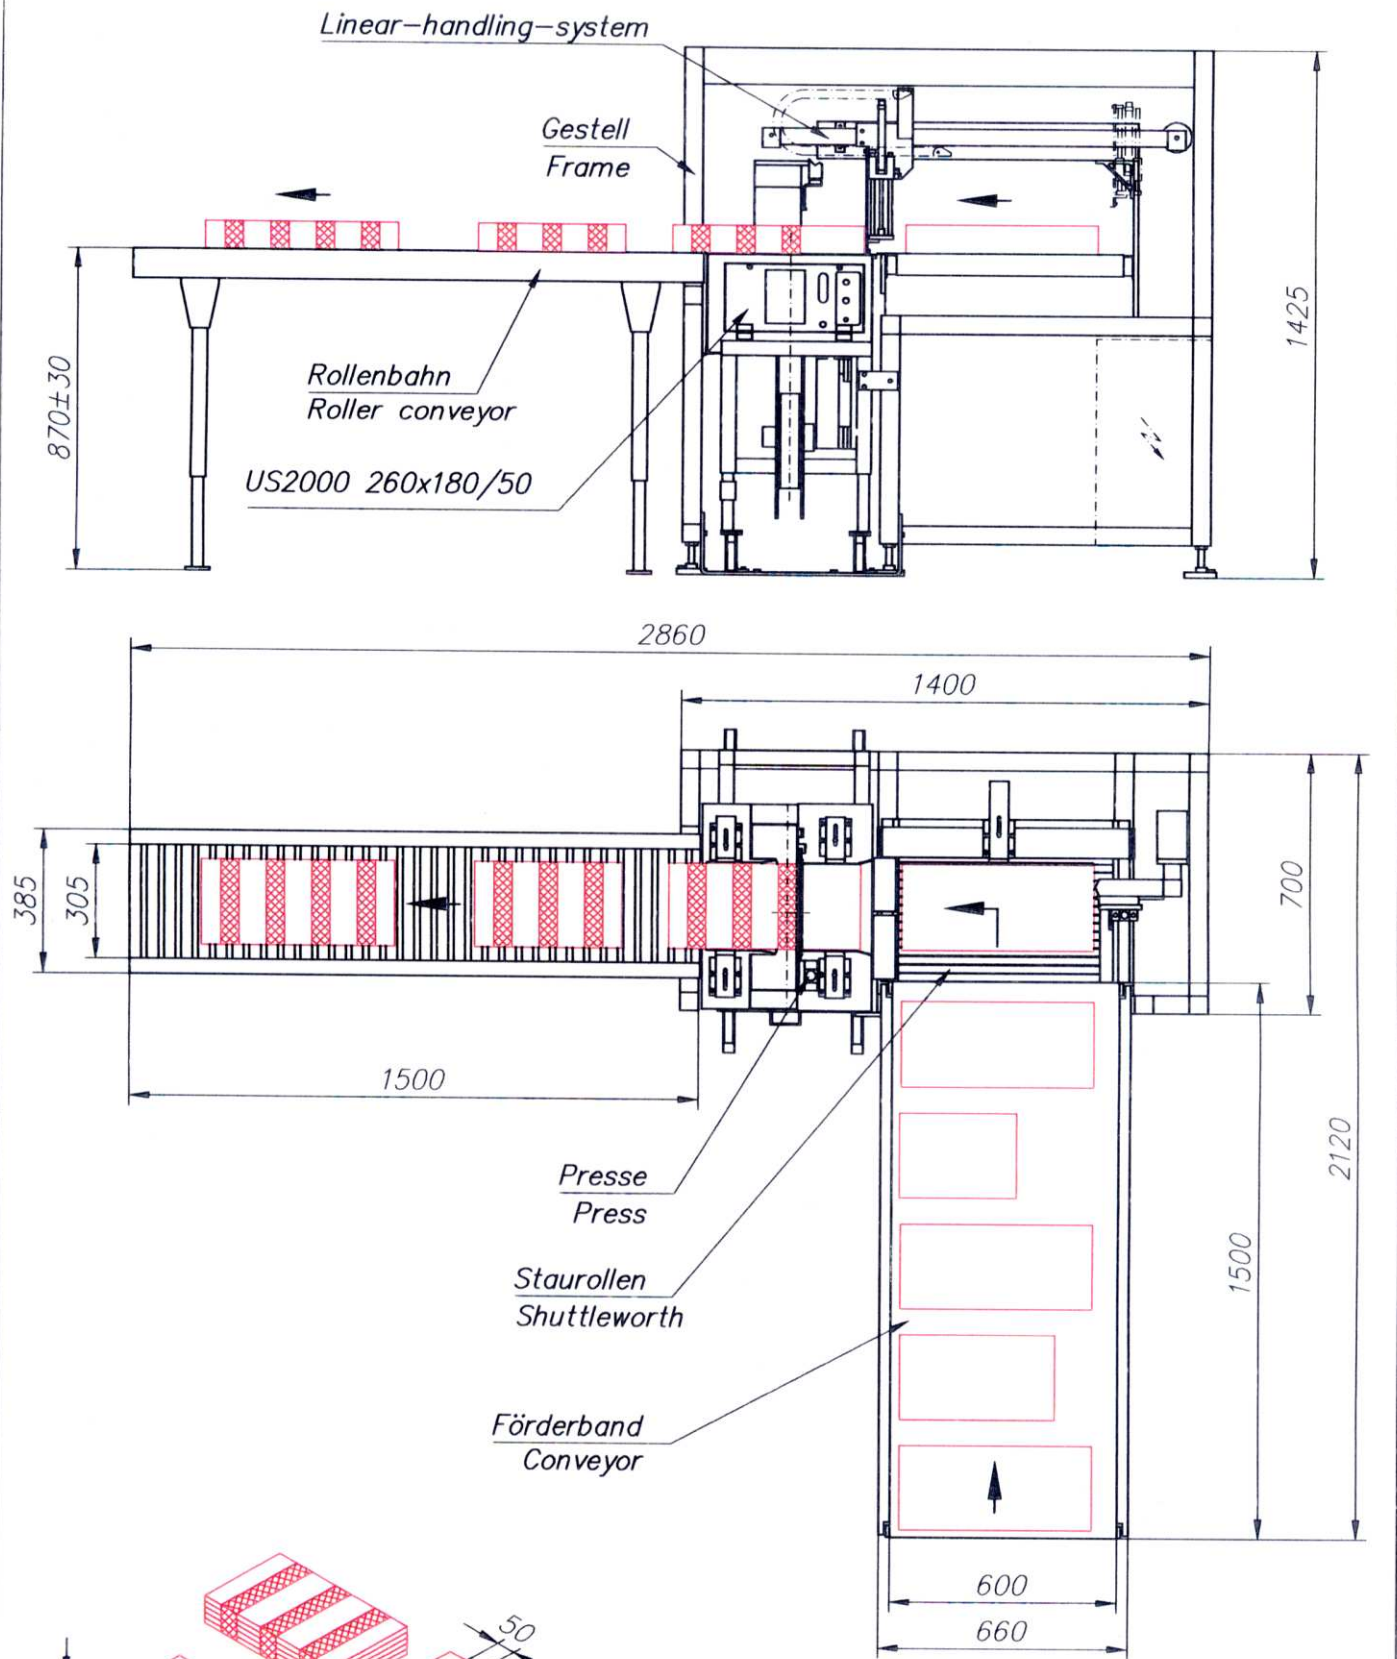 Linear-handling-system
Gestell
Frame
1425
870±30
Rollenbahn
Roller conveyor
US2000 260x180/50
2860
1400
385
305
700
1500
2120
Presse
Press
1500
Staurollen
Shuttleworth
Förderband
Conveyor
600
50
660